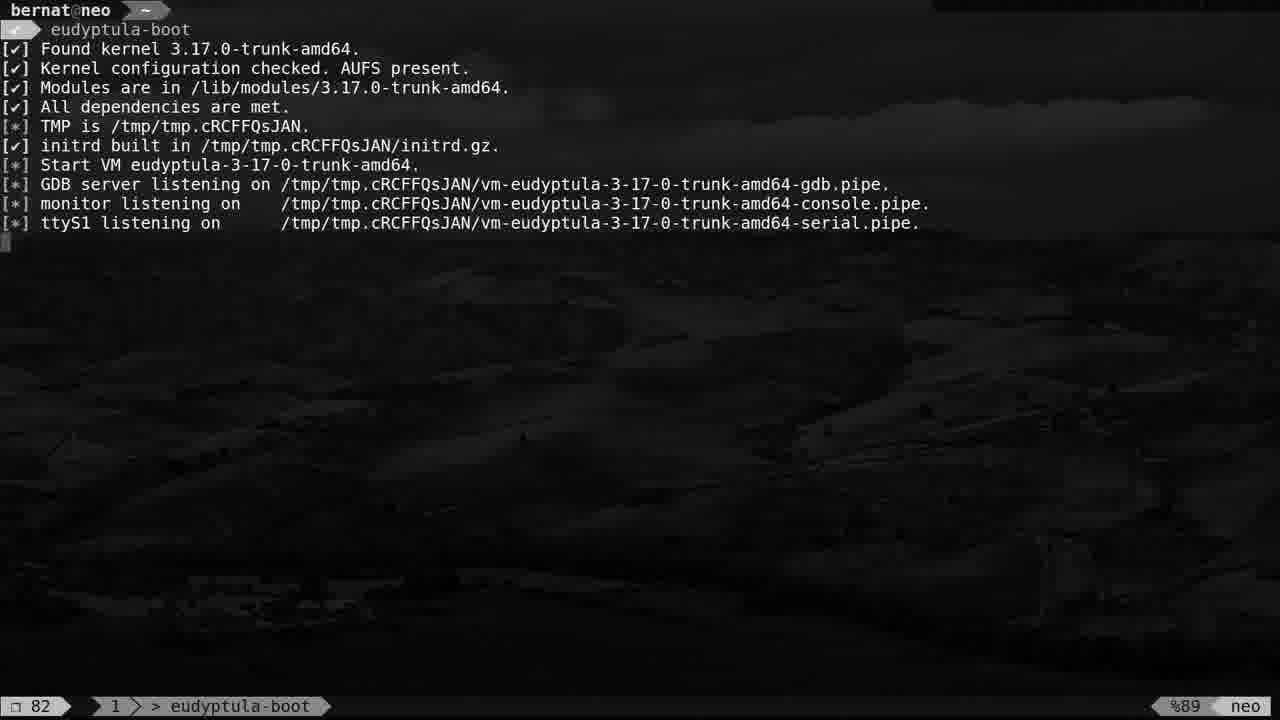 bernat@neo ~
✔ eudyptula-boot
[✔] Found kernel 3.17.0-trunk-amd64.
[✔] Kernel configuration checked. AUFS present.
[✔] Modules are in /lib/modules/3.17.0-trunk-amd64.
[✔] All dependencies are met.
[*] TMP is /tmp/tmp.cRCFFQsJAN.
[✔] initrd built in /tmp/tmp.cRCFFQsJAN/initrd.gz.
[*] Start VM eudyptula-3-17-0-trunk-amd64.
[*] GDB server listening on /tmp/tmp.cRCFFQsJAN/vm-eudyptula-3-17-0-trunk-amd64-gdb.pipe.
[*] monitor listening on    /tmp/tmp.cRCFFQsJAN/vm-eudyptula-3-17-0-trunk-amd64-console.pipe.
[*] ttyS1 listening on      /tmp/tmp.cRCFFQsJAN/vm-eudyptula-3-17-0-trunk-amd64-serial.pipe.
❐ 82 1 > eudyptula-boot %89 neo